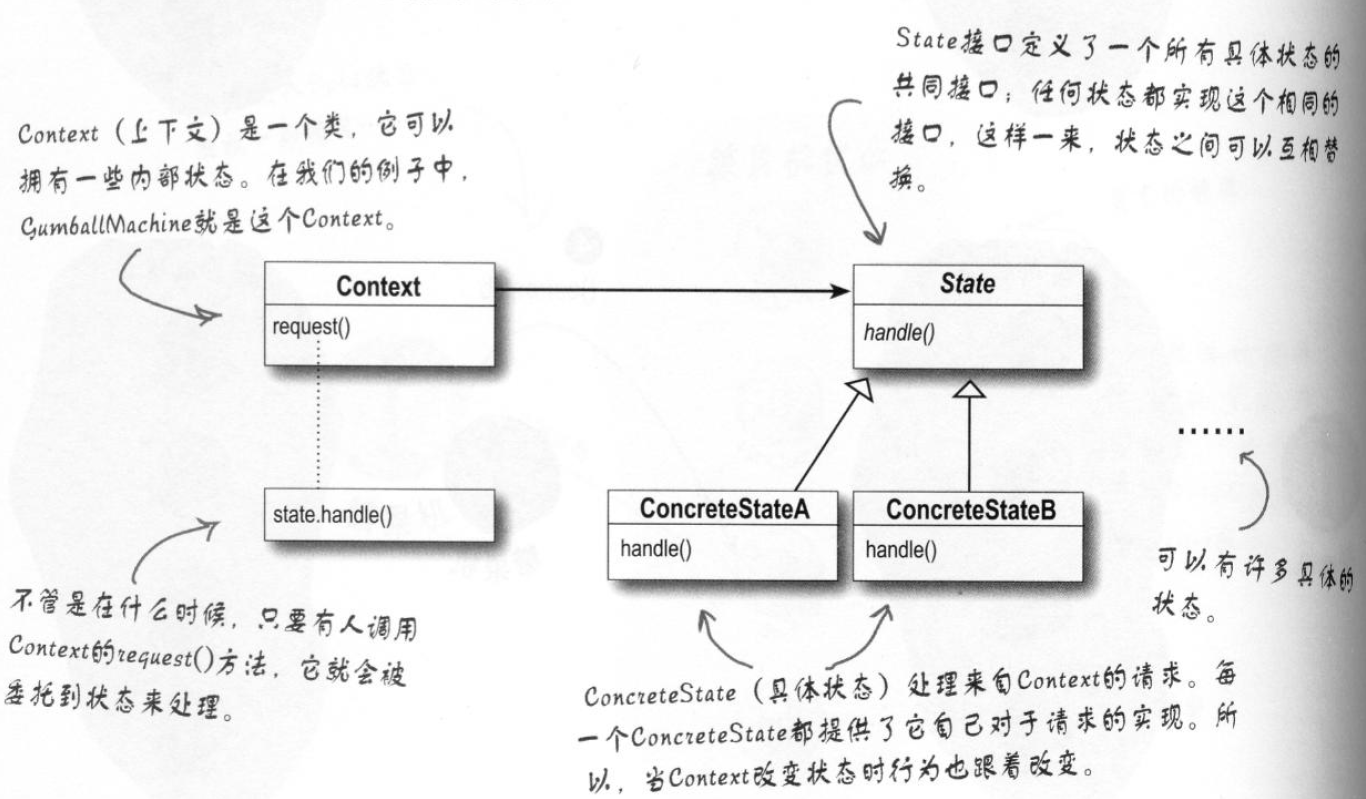 State接口定义了一个所有具体状态的
共同接口；任何状态都实现这个相同的
接口，这样一来，状态之间可以互相替
换。
Context（上下文）是一个类，它可以
拥有一些内部状态。在我们的例子中，
GumballMachine就是这个Context。
Context
request()
State
handle()
state.handle()
ConcreteStateA
handle()
ConcreteStateB
handle()
......
可以有许多具体的
状态。
不管是在什么时候，只要有人调用
Context的request()方法，它就会被
委托到状态来处理。
ConcreteState（具体状态）处理来自Context的请求。每
一个ConcreteState都提供了它自己对于请求的实现。所
以，当Context改变状态时行为也跟着改变。